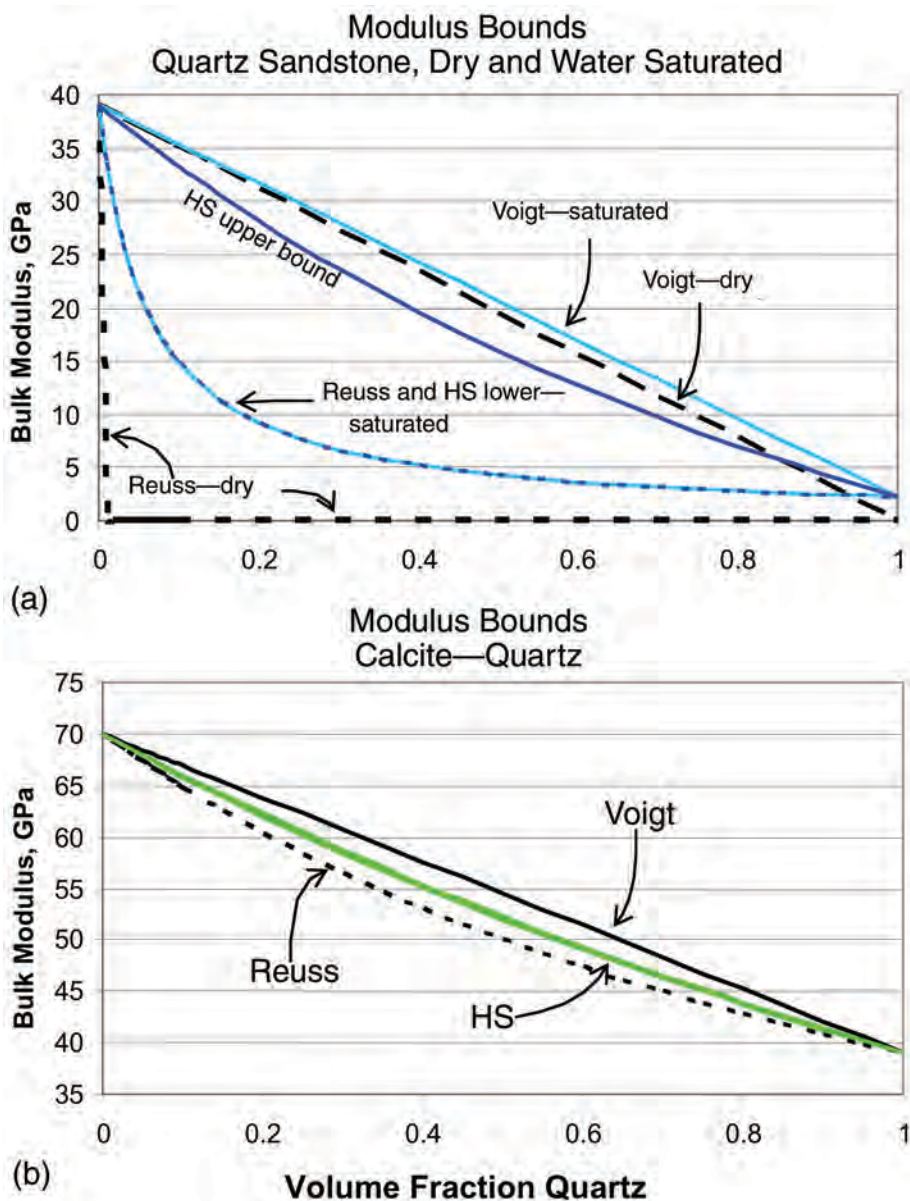 Modulus Bounds
Quartz Sandstone, Dry and Water Saturated
40
35
30
25
20
15
10
5
0
Bulk Modulus, GPa
HS upper bound
Voigt—saturated
Voigt—dry
Reuss and HS lower—
saturated
Reuss—dry
0 0.2 0.4 0.6 0.8 1
(a)
Modulus Bounds
Calcite—Quartz
75
70
65
60
55
50
45
40
35
Bulk Modulus, GPa
Voigt
Reuss
HS
0 0.2 0.4 0.6 0.8 1
(b)
Volume Fraction Quartz